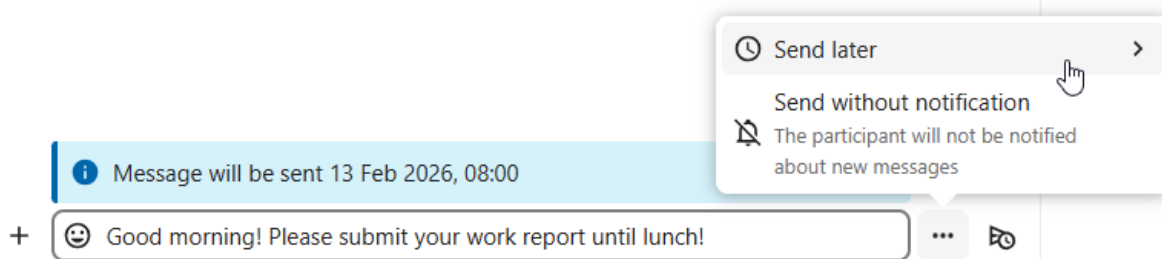 Send later
Send without notification
The participant will not be notified
about new messages
Message will be sent 13 Feb 2026, 08:00
Good morning! Please submit your work report until lunch!